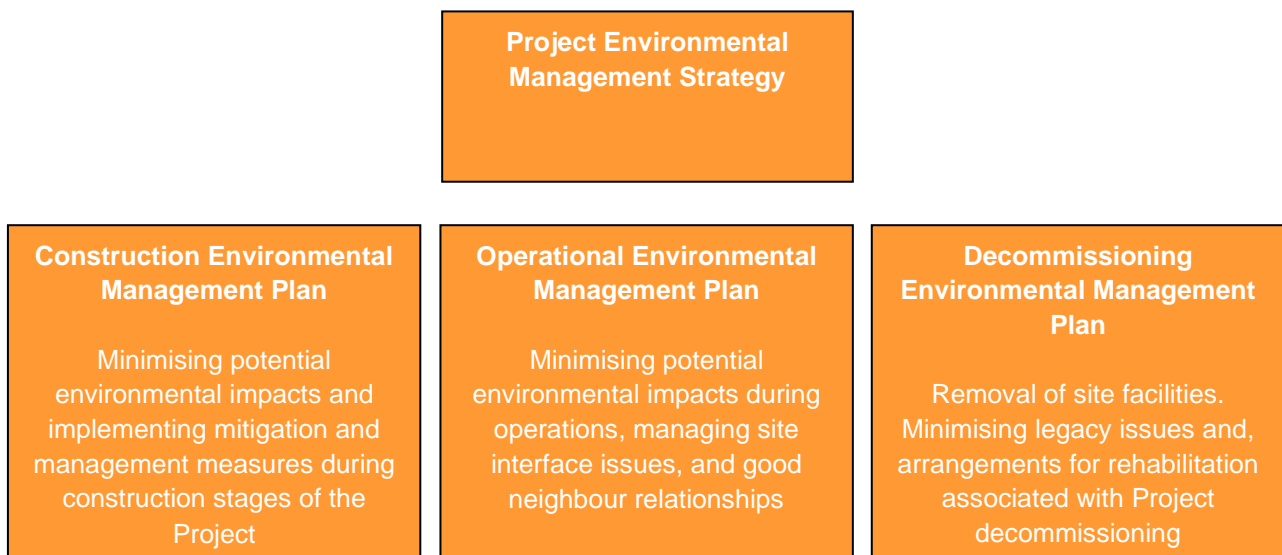 Project Environmental
Management Strategy
Construction Environmental
Management Plan
Minimising potential
environmental impacts and
implementing mitigation and
management measures during
construction stages of the
Project
Operational Environmental
Management Plan
Minimising potential
environmental impacts during
operations, managing site
interface issues, and good
neighbour relationships
Decommissioning
Environmental Management
Plan
Removal of site facilities.
Minimising legacy issues and,
arrangements for rehabilitation
associated with Project
decommissioning